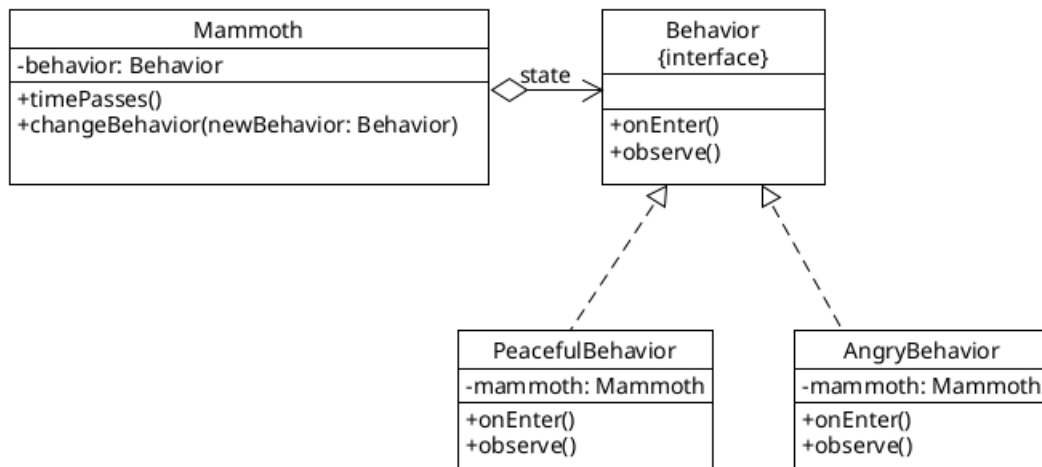 Mammoth
-behavior: Behavior
+timePasses()
+changeBehavior(newBehavior: Behavior)
state
Behavior
{interface}
+onEnter()
+observe()
PeacefulBehavior
-mammoth: Mammoth
+onEnter()
+observe()
AngryBehavior
-mammoth: Mammoth
+onEnter()
+observe()